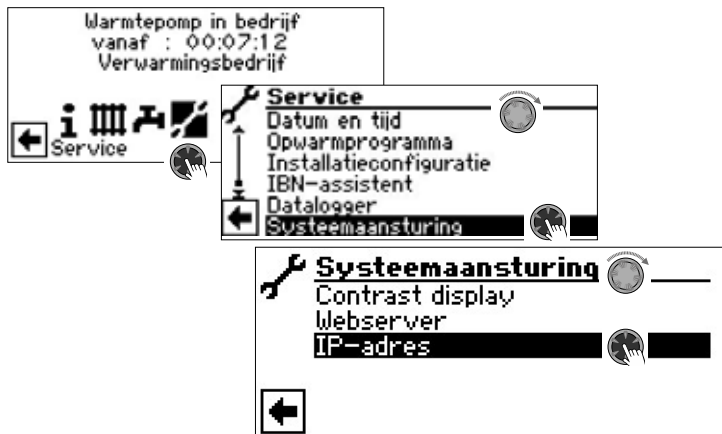 Warmtepomp in bedrijf
vanaf : 00:07:12
Verwarmingsbedrijf
Service
Service
Datum en tijd
Opwarmprogramma
Installatieconfiguratie
IBN-assistent
Datalogger
Systeemaansturing
Systeemaansturing
Contrast display
Webserver
IP-adres